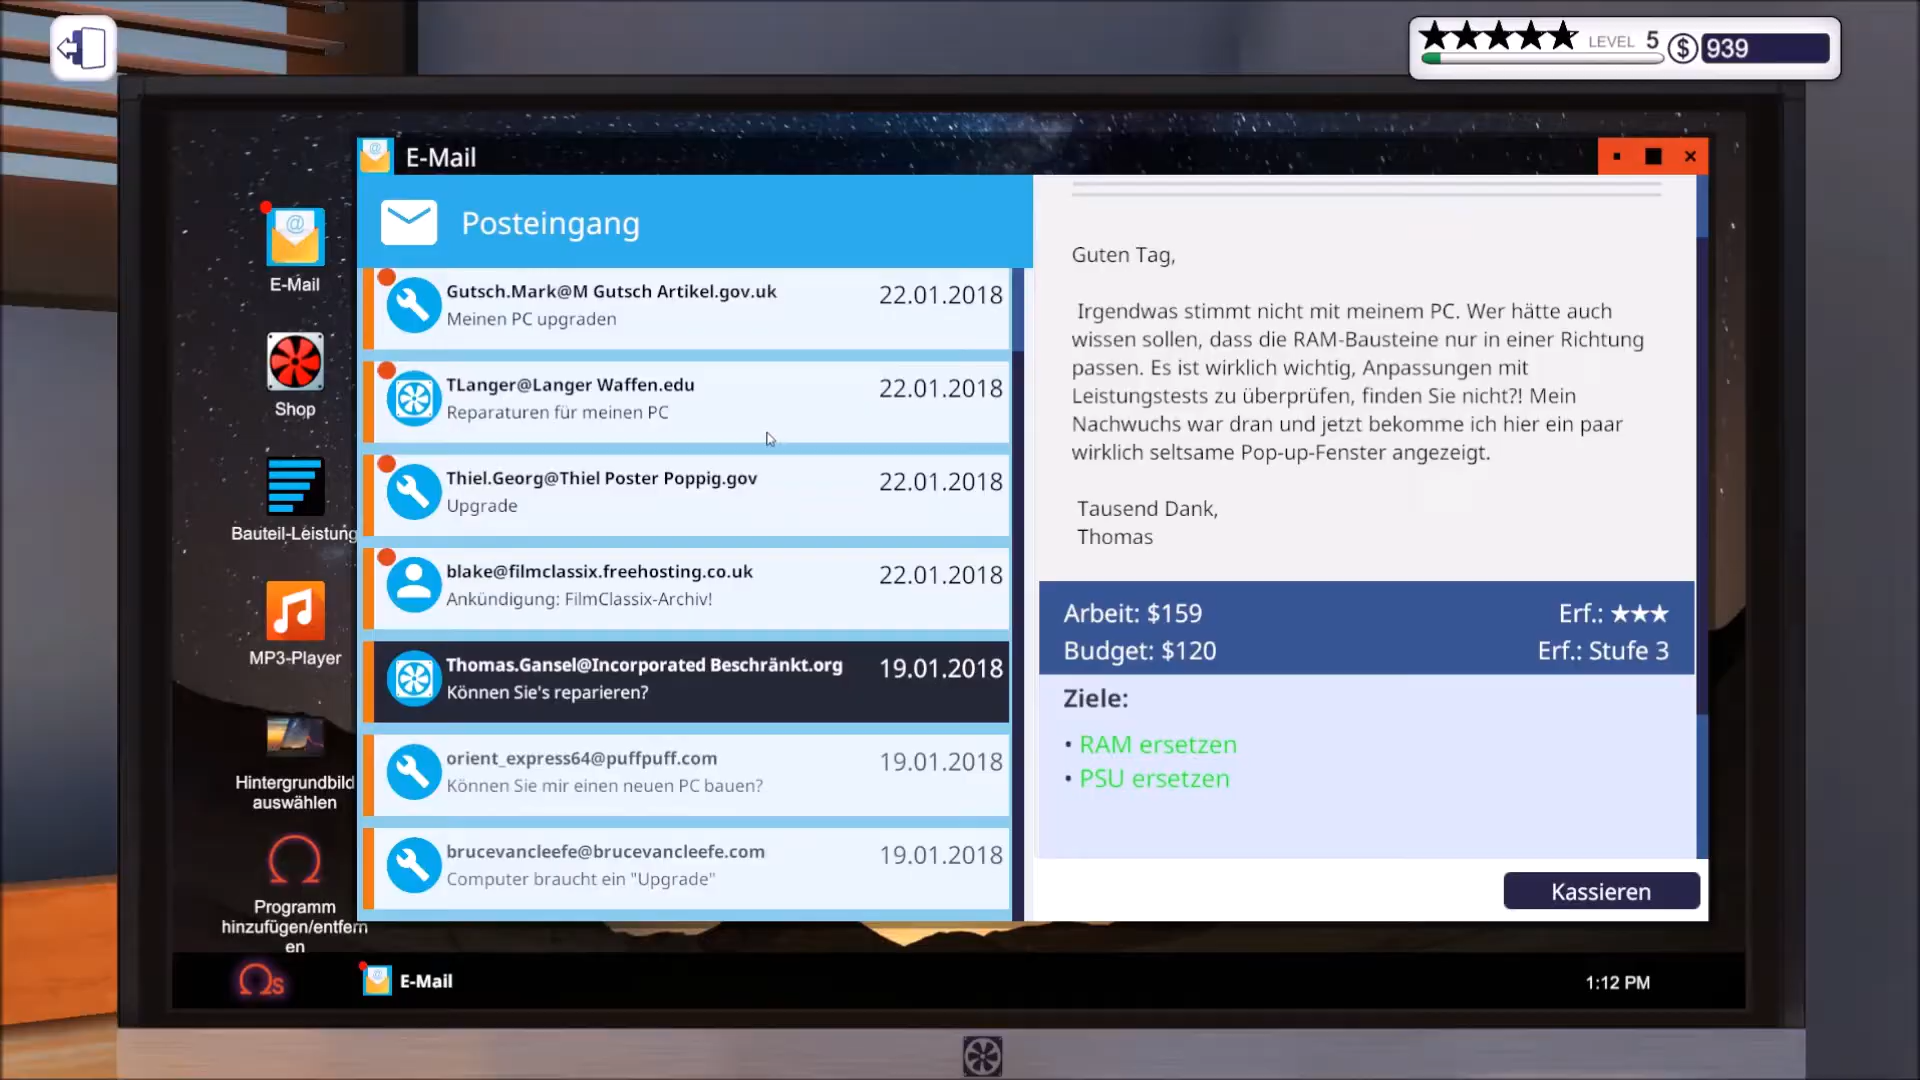 LEVEL 5
$ 939
E-Mail
Posteingang
Gutsch.Mark@M Gutsch Artikel.gov.uk
22.01.2018
Meinen PC upgraden
TLanger@Langer Waffen.edu
22.01.2018
Reparaturen für meinen PC
Thiel.Georg@Thiel Poster Poppig.gov
22.01.2018
Upgrade
blake@filmclassix.freehosting.co.uk
22.01.2018
Ankündigung: FilmClassix-Archiv!
Thomas.Gansel@Incorporated Beschränkt.org
19.01.2018
Können Sie's reparieren?
orient_express64@puffpuff.com
19.01.2018
Können Sie mir einen neuen PC bauen?
brucevancleefe@brucevancleefe.com
19.01.2018
Computer braucht ein "Upgrade"
Guten Tag,
Irgendwas stimmt nicht mit meinem PC. Wer hätte auch
wissen sollen, dass die RAM-Bausteine nur in einer Richtung
passen. Es ist wirklich wichtig, Anpassungen mit
Leistungstests zu überprüfen, finden Sie nicht?! Mein
Nachwuchs war dran und jetzt bekomme ich hier ein paar
wirklich seltsame Pop-up-Fenster angezeigt.
Tausend Dank,
Thomas
Arbeit: $159
Erf.: ★★★
Budget: $120
Erf.: Stufe 3
Ziele:
• RAM ersetzen
• PSU ersetzen
Kassieren
E-Mail
Shop
Bauteil-Leistung
MP3-Player
Hintergrundbild
auswählen
Programm
hinzufügen/entfern
en
Ωs
E-Mail
1:12 PM